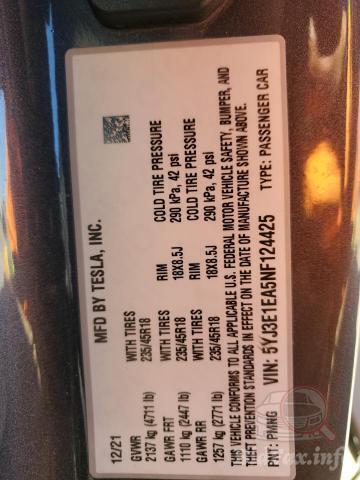 MFD BY TESLA, INC.
12/21
GVWR WITH TIRES RIM COLD TIRE PRESSURE
2137 kg (4711 lb) 235/45R18 18X8.5J 290 kPa, 42 psi
GAWR FRT WITH TIRES RIM COLD TIRE PRESSURE
1110 kg (2447 lb) 235/45R18 18X8.5J 290 kPa, 42 psi
GAWR RR
1257 kg (2771 lb)
THIS VEHICLE CONFORMS TO ALL APPLICABLE U.S. FEDERAL MOTOR VEHICLE SAFETY, BUMPER, AND
THEFT PREVENTION STANDARDS IN EFFECT ON THE DATE OF MANUFACTURE SHOWN ABOVE.
VIN: 5YJ3E1EA5NF124425 TYPE: PASSENGER CAR
PNT: PMNG